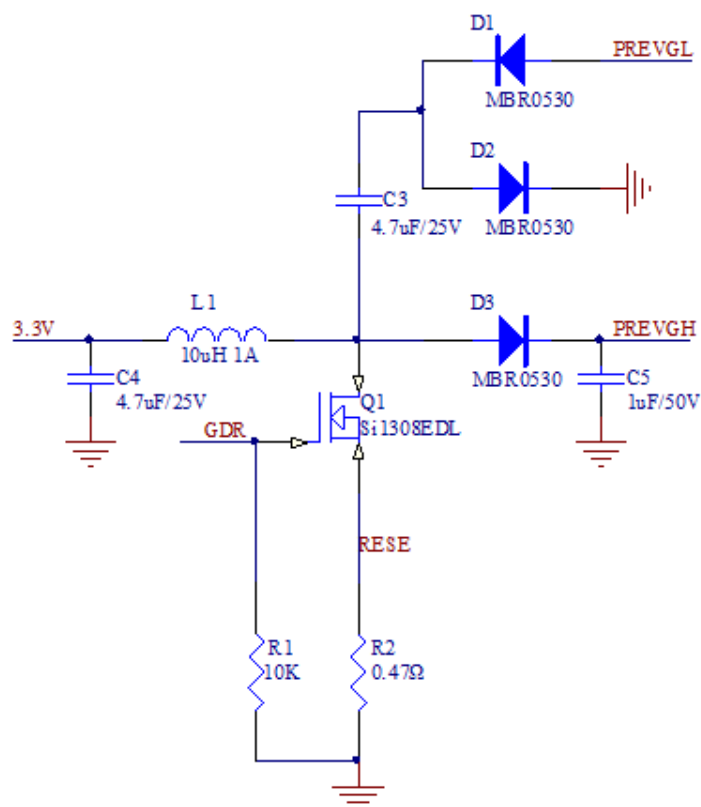 D1
PREVGL
MBR0530
D2
C3
4.7uF/25V
MBR0530
L1
D3
3.3V
PREVGH
10uH 1A
C4
4.7uF/25V
MBR0530
C5
1uF/50V
Q1
Si1308EDL
GDR
RESE
R1
10K
R2
0.47Ω